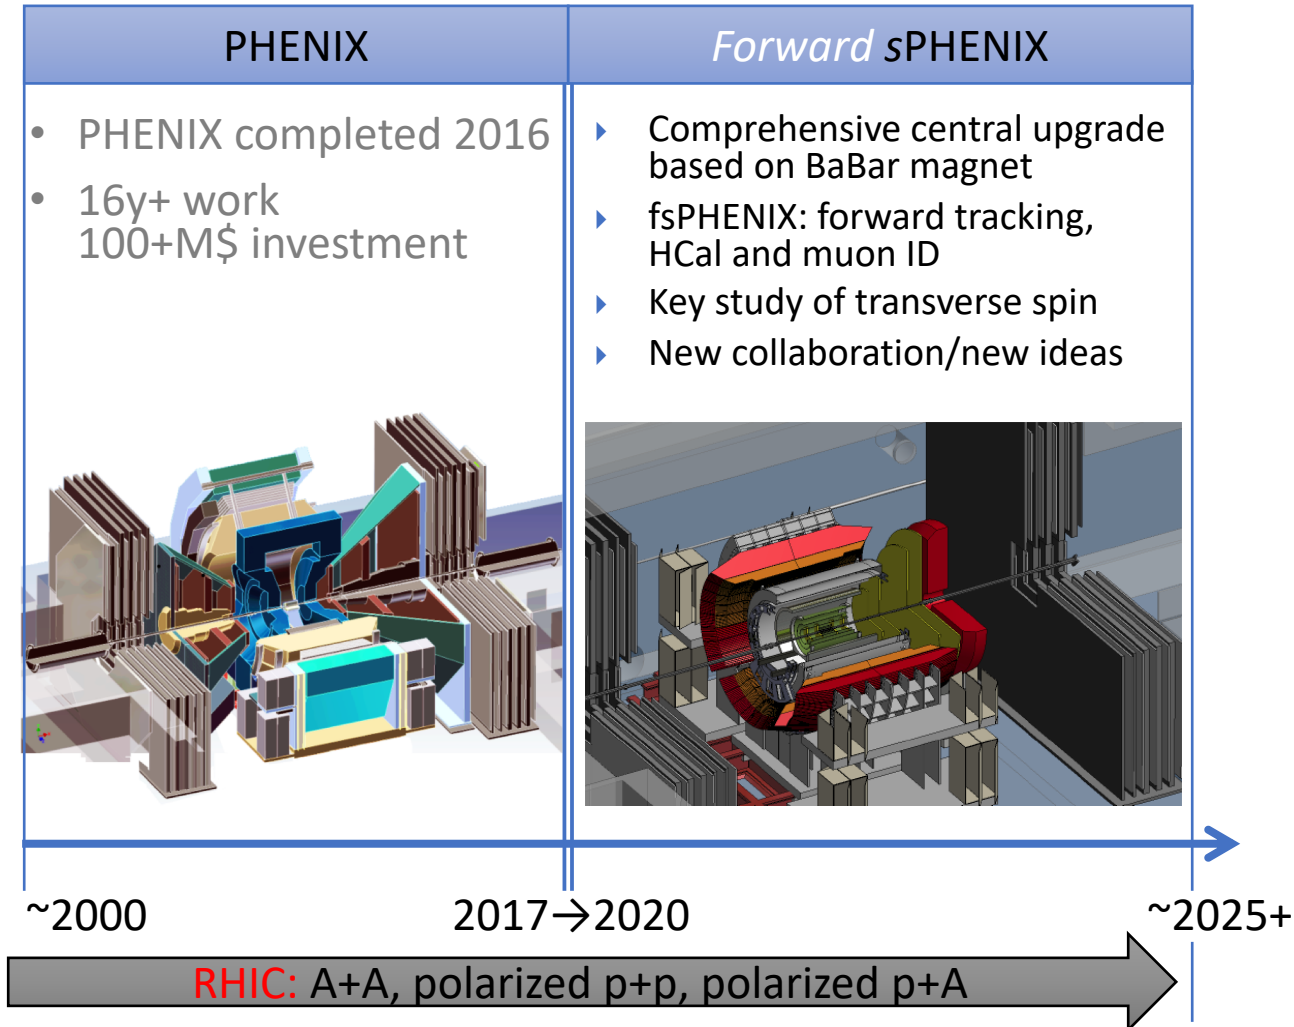 PHENIX
Forward sPHENIX
• PHENIX completed 2016
• 16y+ work
100+M$ investment
Comprehensive central upgrade
based on BaBar magnet
fsPHENIX: forward tracking,
HCal and muon ID
Key study of transverse spin
New collaboration/new ideas
~2000
2017→2020
~2025+
RHIC: A+A, polarized p+p, polarized p+A